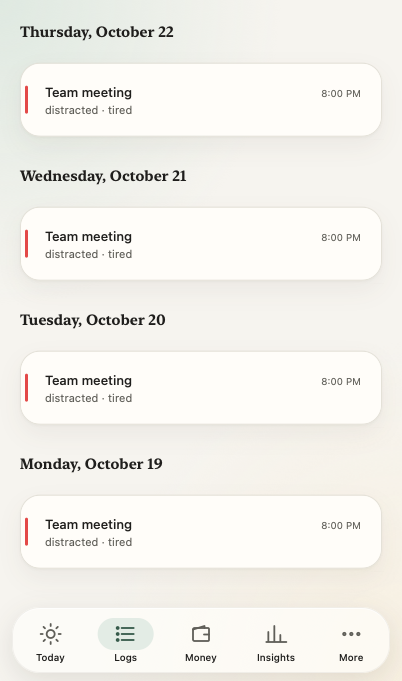 Thursday, October 22
Team meeting 8:00 PM
distracted · tired
Wednesday, October 21
Team meeting 8:00 PM
distracted · tired
Tuesday, October 20
Team meeting 8:00 PM
distracted · tired
Monday, October 19
Team meeting 8:00 PM
distracted · tired
Today Logs Money Insights More